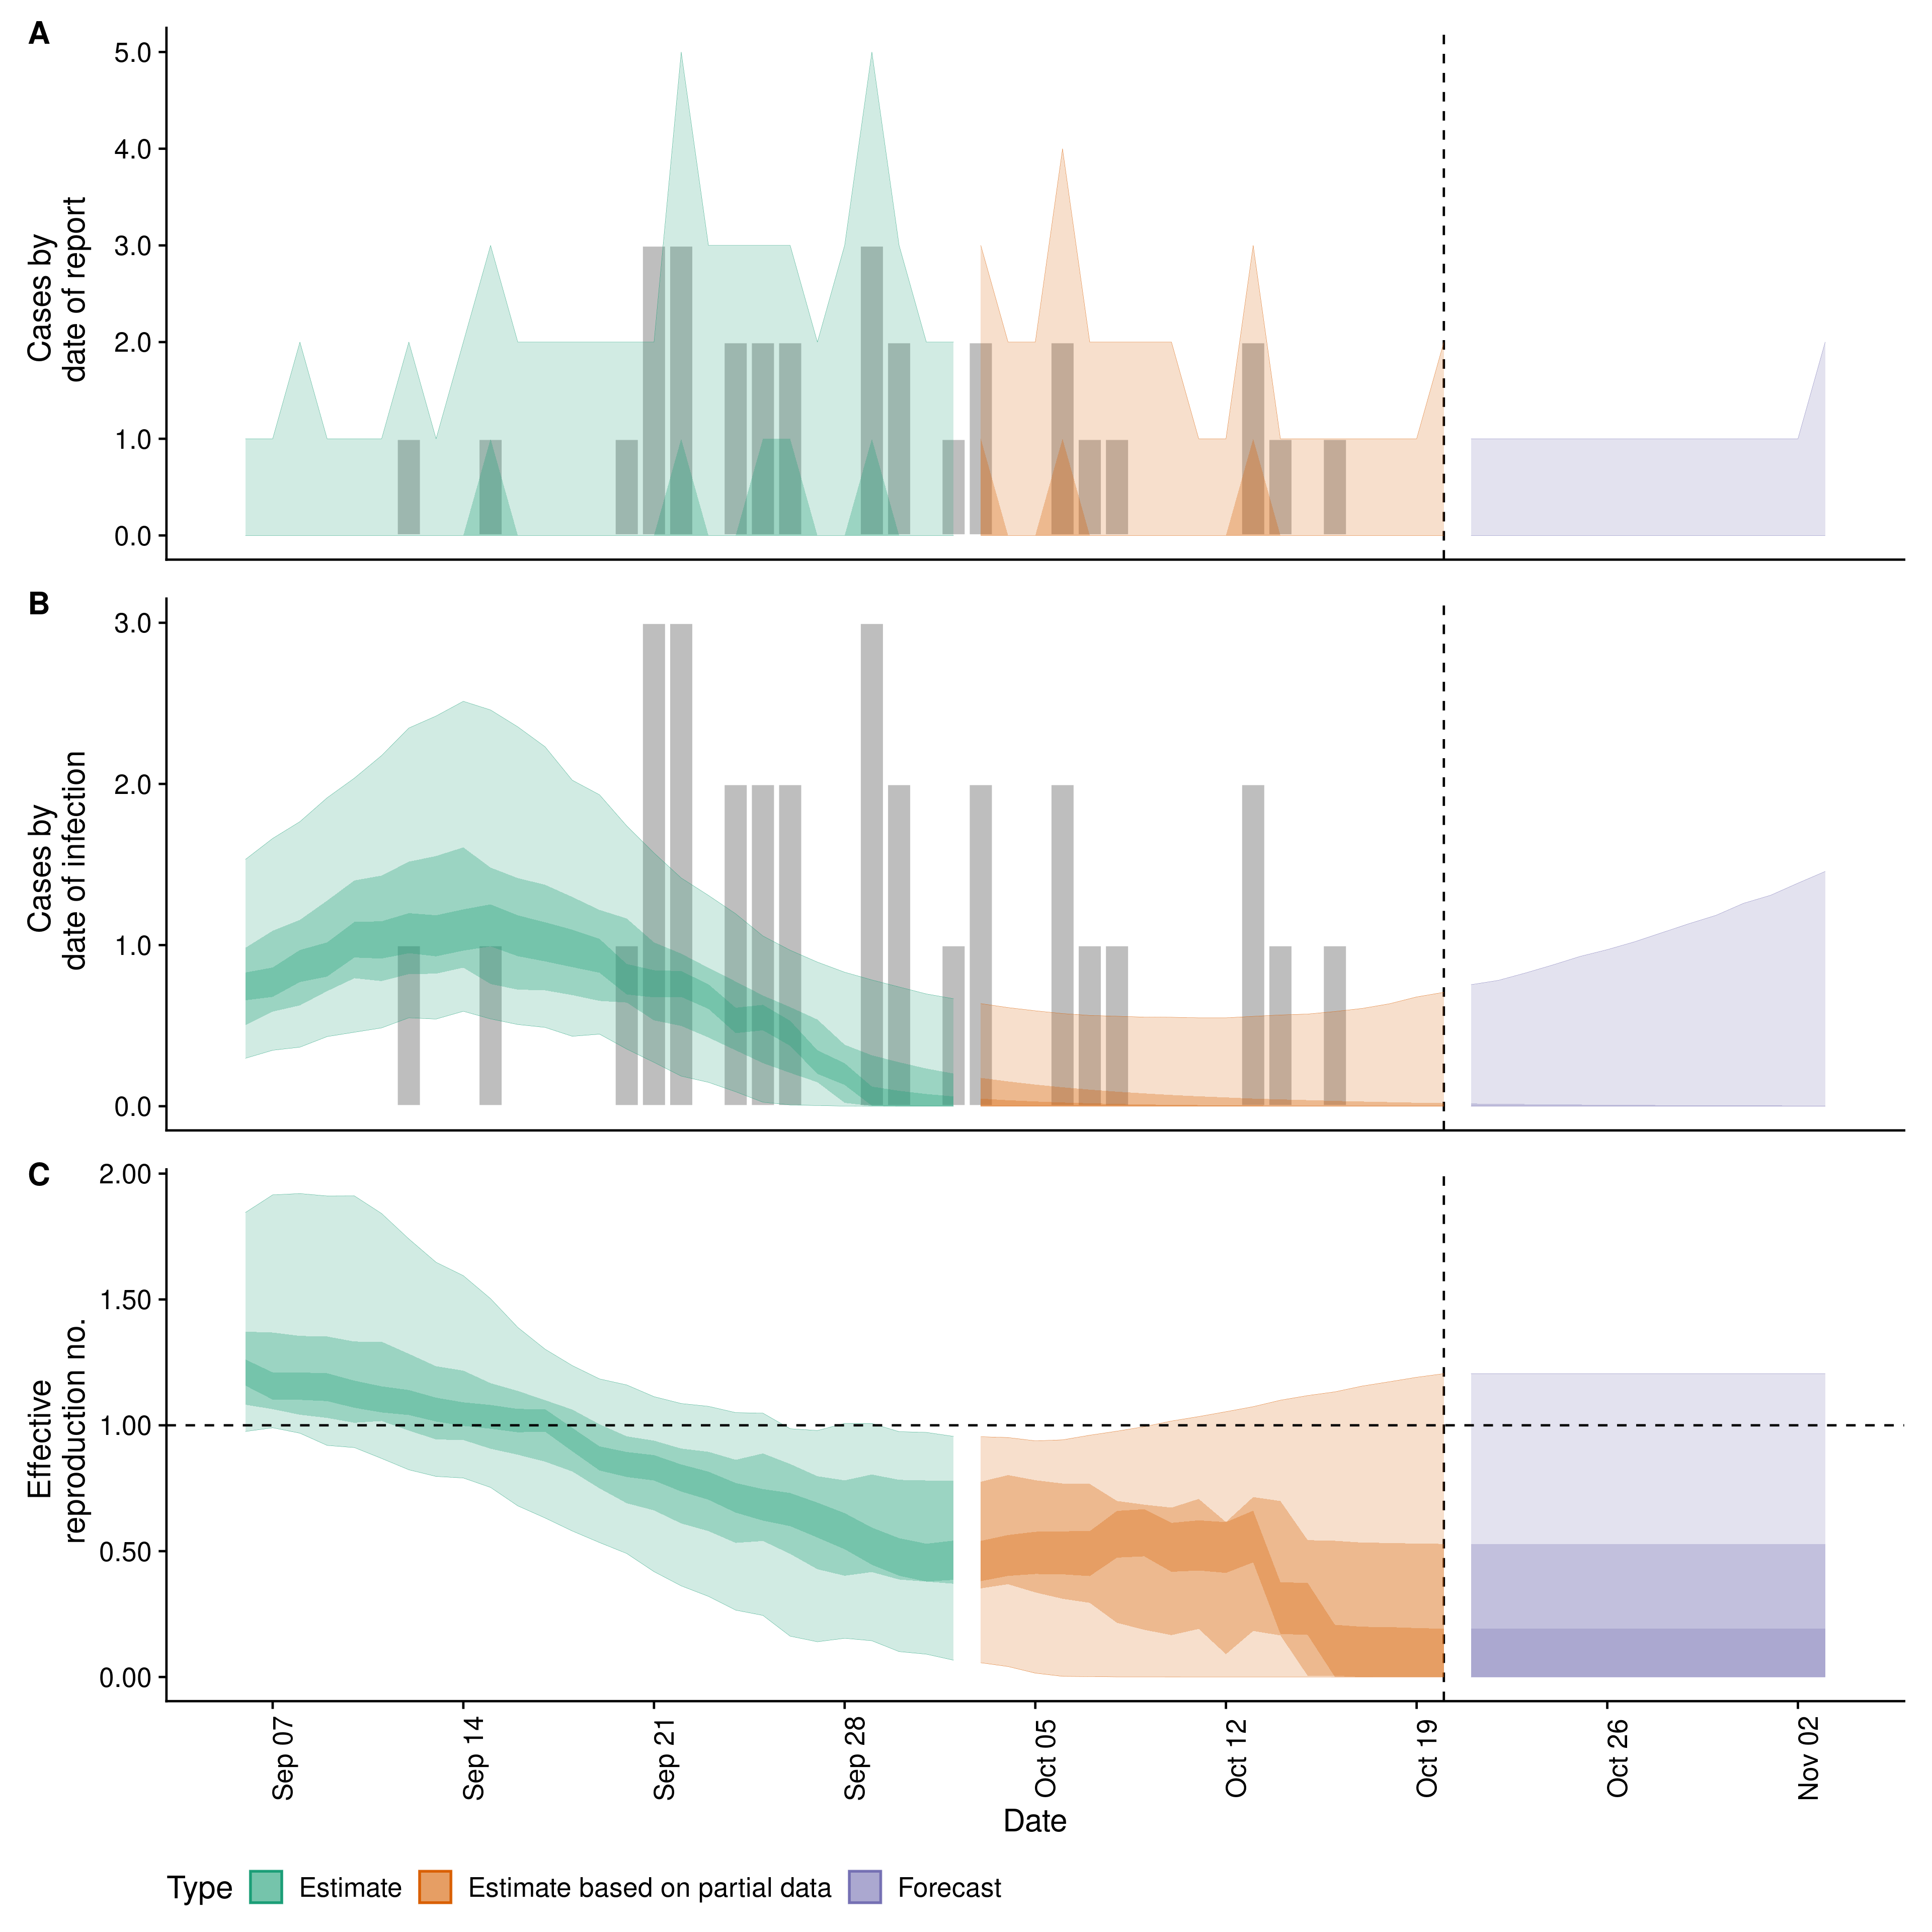 A
5.0
4.0
3.0
2.0
1.0
0.0
Cases by
date of report
B
3.0
2.0
1.0
0.0
Cases by
date of infection
C
2.00
1.50
1.00
0.50
0.00
Effective
reproduction no.
Sep 07
Sep 14
Sep 21
Sep 28
Oct 05
Oct 12
Oct 19
Oct 26
Nov 02
Date
Type Estimate Estimate based on partial data Forecast